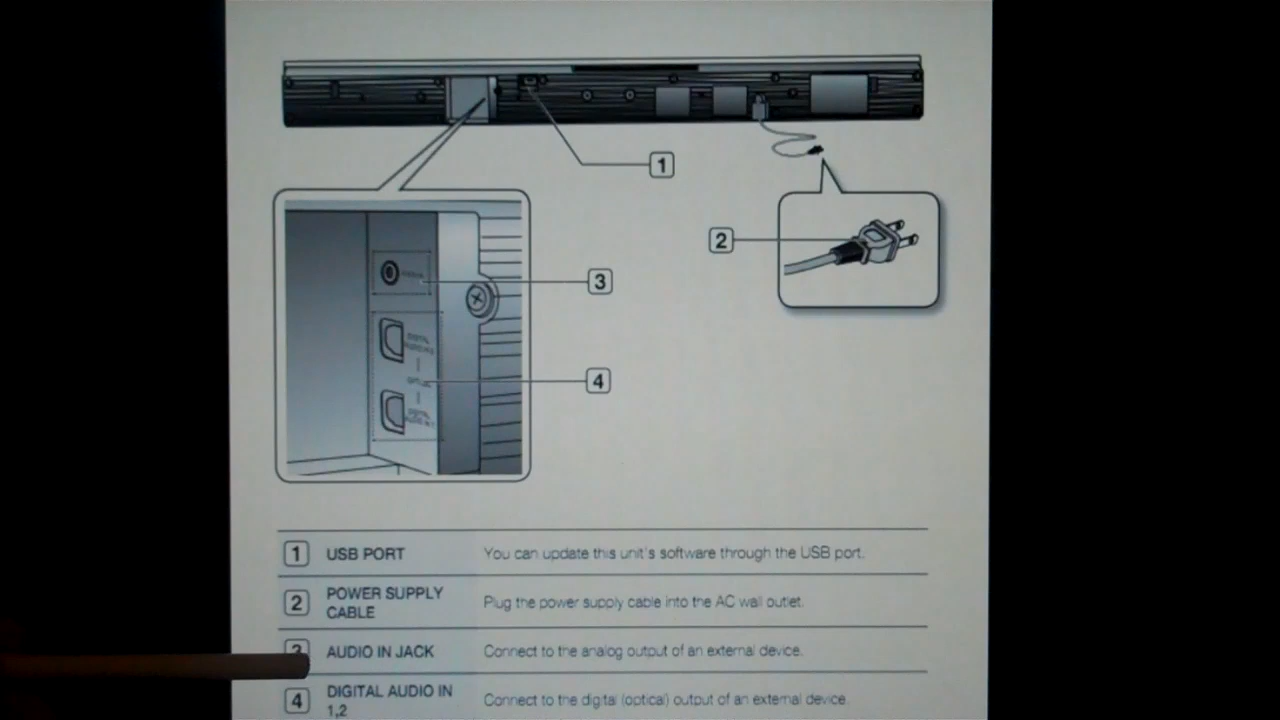 1
2
3
4
1 USB PORT You can update this unit's software through the USB port.
2 POWER SUPPLY CABLE Plug the power supply cable into the AC wall outlet.
3 AUDIO IN JACK Connect to the analog output of an external device.
4 DIGITAL AUDIO IN 1,2 Connect to the digital (optical) output of an external device.